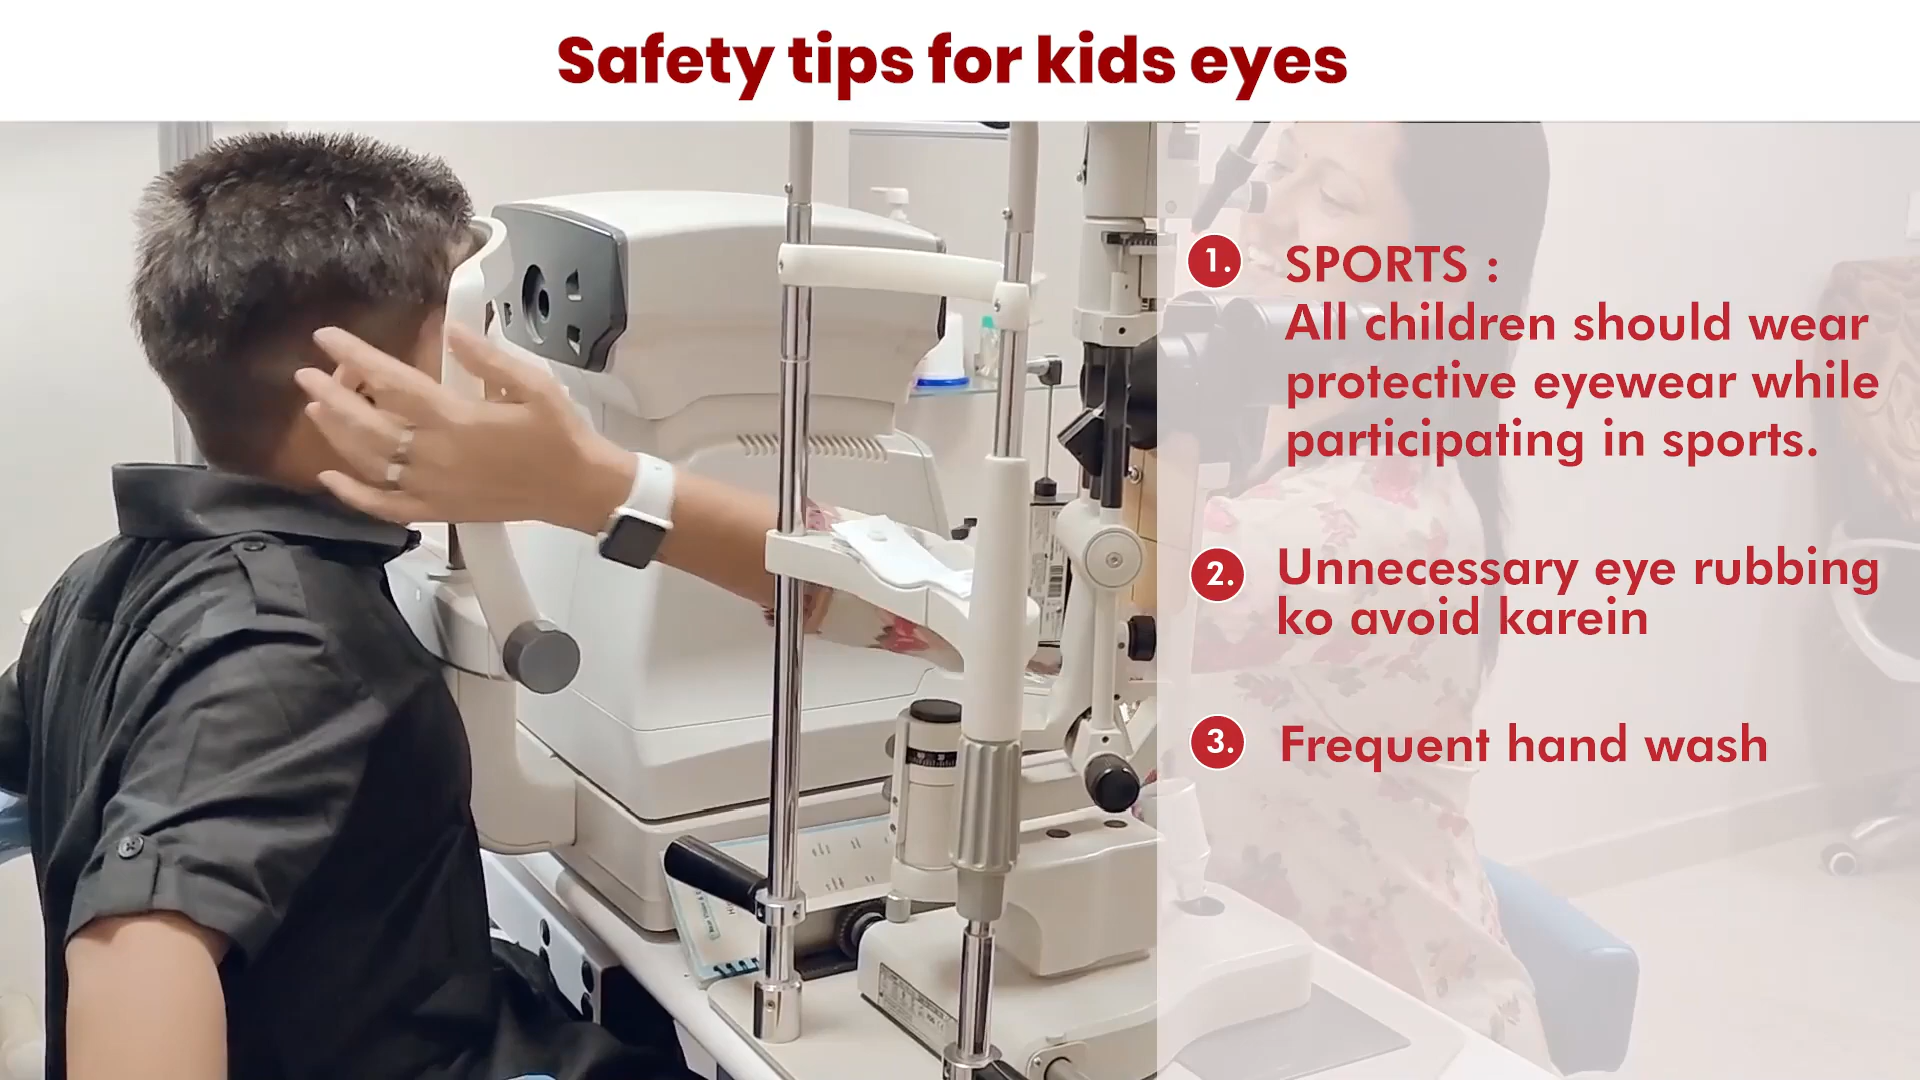 Safety tips for kids eyes
1. SPORTS :
All children should wear
protective eyewear while
participating in sports.
2. Unnecessary eye rubbing
ko avoid karein
3. Frequent hand wash